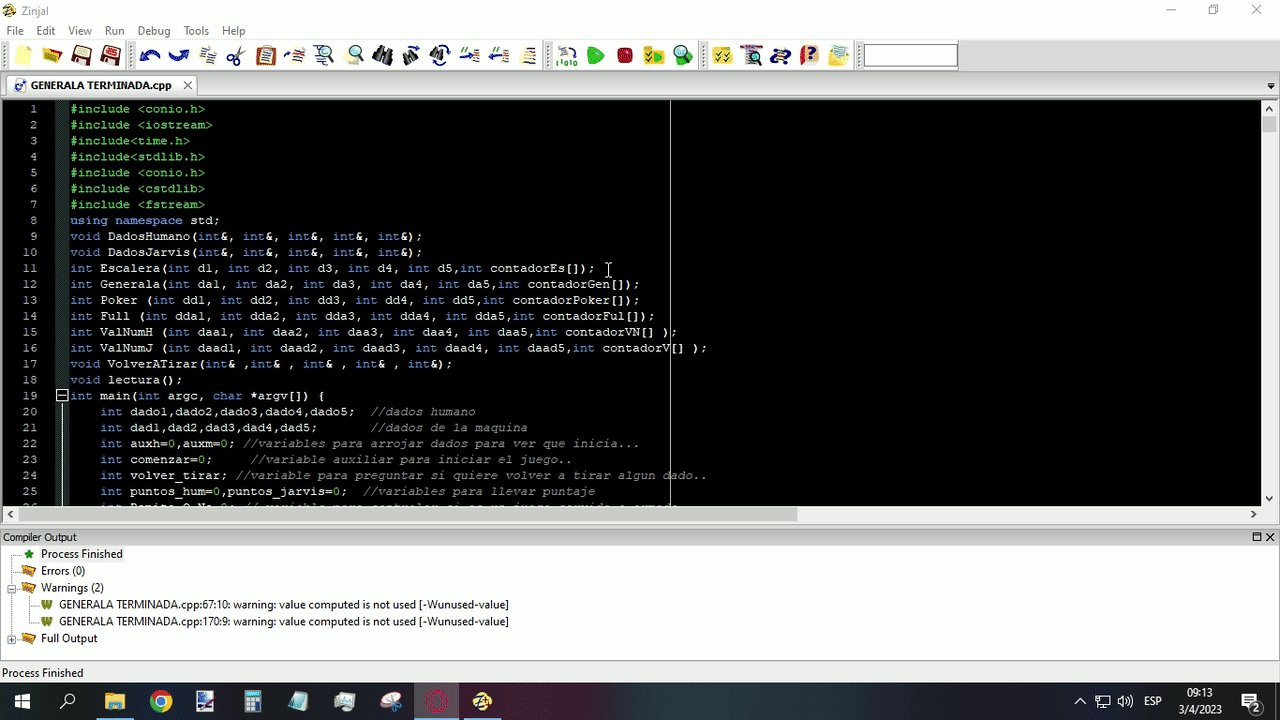 Zinjal
File Edit View Run Debug Tools Help
GENERALA TERMINADA.cpp
1 #include <conio.h>
2 #include <iostream>
3 #include<time.h>
4 #include<stdlib.h>
5 #include <conio.h>
6 #include <cstdlib>
7 #include <fstream>
8 using namespace std;
9 void DadosHumano(int&, int&, int&, int&, int&);
10 void DadosJarvis(int&, int&, int&, int&, int&);
11 int Escalera(int d1, int d2, int d3, int d4, int d5,int contadorEs[]);
12 int Generala(int da1, int da2, int da3, int da4, int da5,int contadorGen[]);
13 int Poker (int dd1, int dd2, int dd3, int dd4, int dd5,int contadorPoker[]);
14 int Full (int dda1, int dda2, int dda3, int dda4, int dda5,int contadorFul[]);
15 int ValNumH (int daa1, int daa2, int daa3, int daa4, int daa5,int contadorVN[] );
16 int ValNumJ (int daad1, int daad2, int daad3, int daad4, int daad5,int contadorV[] );
17 void VolverATirar(int& ,int& , int& , int& , int&);
18 void lectura();
19 int main(int argc, char *argv[]) {
20 int dado1,dado2,dado3,dado4,dado5; //dados humano
21 int dad1,dad2,dad3,dad4,dad5; //dados de la maquina
22 int auxh=0,auxm=0; //variables para arrojar dados para ver que inicia...
23 int comenzar=0; //variable auxiliar para iniciar el juego..
24 int volver_tirar; //variable para preguntar si quiere volver a tirar algun dado..
25 int puntos_hum=0,puntos_jarvis=0; //variables para llevar puntaje
Compiler Output
Process Finished
Errors (0)
Warnings (2)
GENERALA TERMINADA.cpp:67:10: warning: value computed is not used [-Wunused-value]
GENERALA TERMINADA.cpp:170:9: warning: value computed is not used [-Wunused-value]
Full Output
Process Finished
ESP
09:13
3/4/2023
2